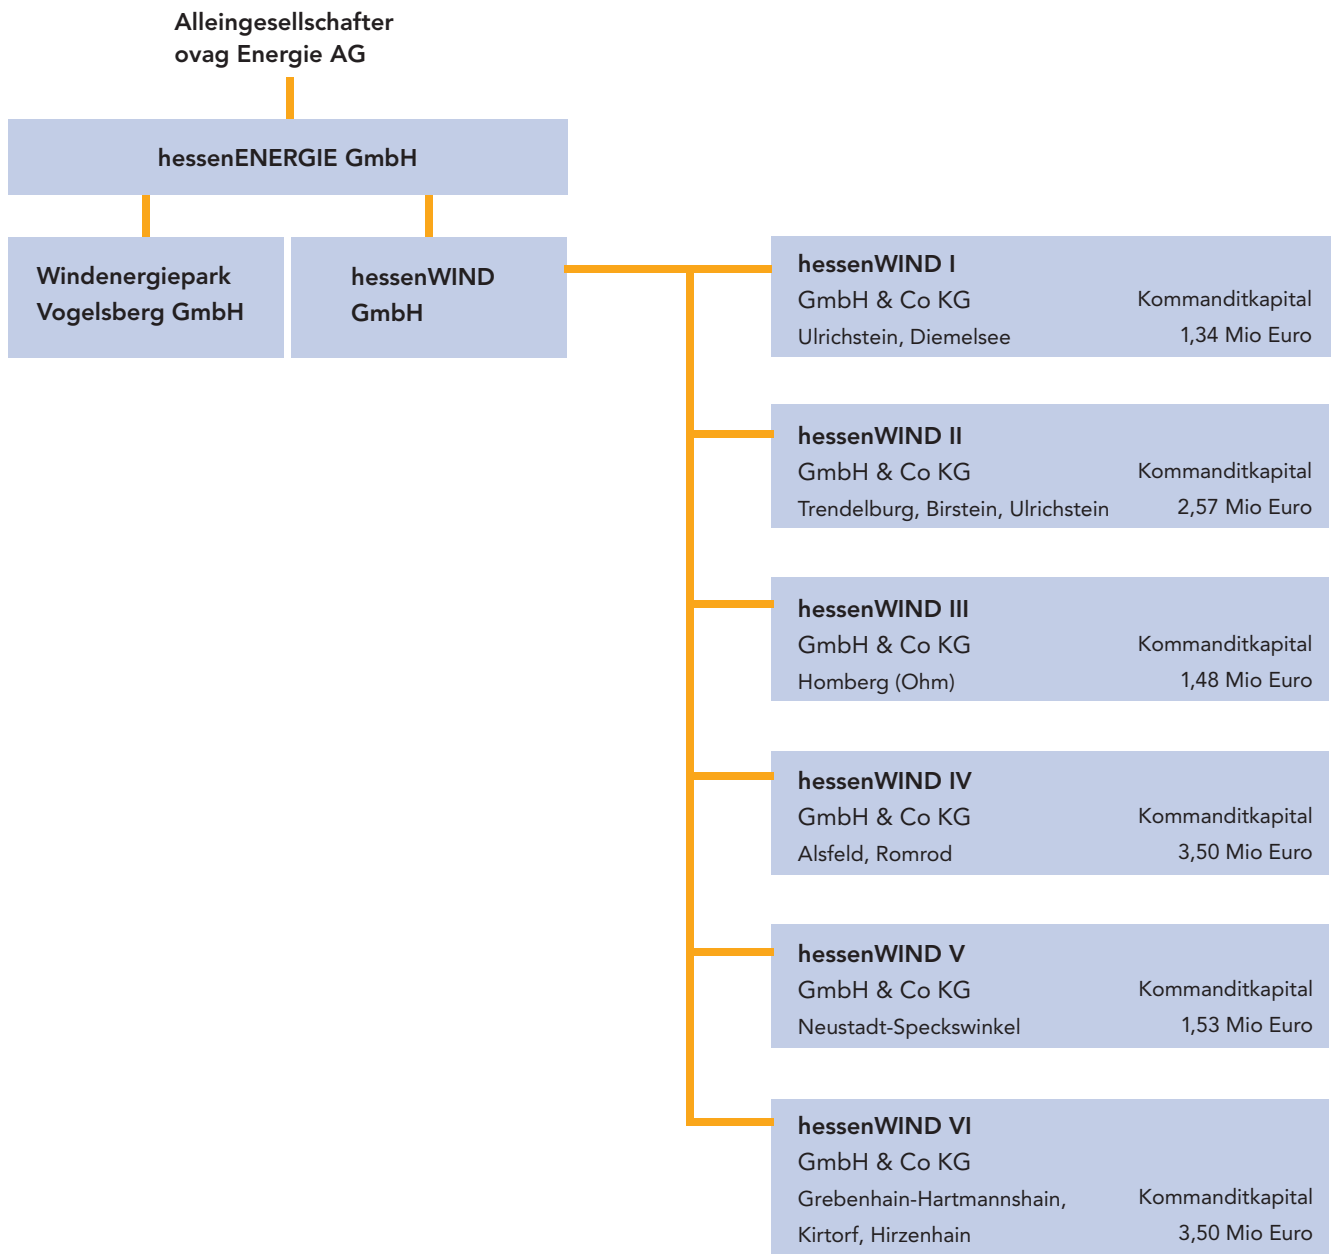 Alleingesellschafter
ovag Energie AG
hessenENERGIE GmbH
Windenergiepark
Vogelsberg GmbH
hessenWIND
GmbH
hessenWIND I
GmbH & Co KG Kommanditkapital
Ulrichstein, Diemelsee 1,34 Mio Euro
hessenWIND II
GmbH & Co KG Kommanditkapital
Trendelburg, Birstein, Ulrichstein 2,57 Mio Euro
hessenWIND III
GmbH & Co KG Kommanditkapital
Homberg (Ohm) 1,48 Mio Euro
hessenWIND IV
GmbH & Co KG Kommanditkapital
Alsfeld, Romrod 3,50 Mio Euro
hessenWIND V
GmbH & Co KG Kommanditkapital
Neustadt-Speckswinkel 1,53 Mio Euro
hessenWIND VI
GmbH & Co KG
Grebenhain-Hartmannshain, Kommanditkapital
Kirtorf, Hirzenhain 3,50 Mio Euro